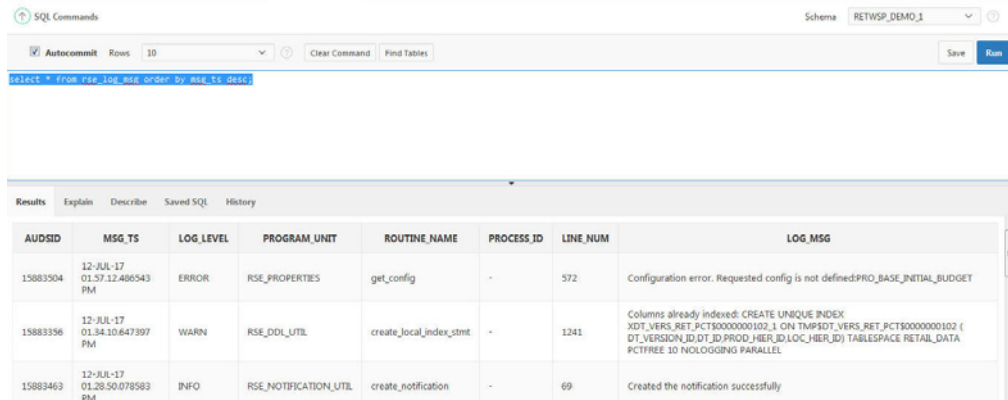 SQL Commands
Schema RETWSP_DEMO_1
Autocommit Rows 10 Clear Command Find Tables Save Run
select * from rse_log_msg order by msg_ts desc;
Results Explain Describe Saved SQL History
AUDSID MSG_TS LOG_LEVEL PROGRAM_UNIT ROUTINE_NAME PROCESS_ID LINE_NUM LOG_MSG
15883504
12-JUL-17
01.57.12.486543
PM
ERROR RSE_PROPERTIES get_config - 572 Configuration error. Requested config is not defined:PRO_BASE_INITIAL_BUDGET
15883356
12-JUL-17
01.34.10.647397
PM
WARN RSE_DDL_UTIL create_local_index_stmt - 1241
Columns already indexed: CREATE UNIQUE INDEX
XDT_VERS_RET_PCT$0000000102_1 ON TMP$DT_VERS_RET_PCT$0000000102 (
DT_VERSION_ID,DT_ID,PROD_HIER_ID,LOC_HIER_ID) TABLESPACE RETAIL_DATA
PCTFREE 10 NOLOGGING PARALLEL
15883463
12-JUL-17
01.28.50.078583
PM
INFO RSE_NOTIFICATION_UTIL create_notification - 69 Created the notification successfully